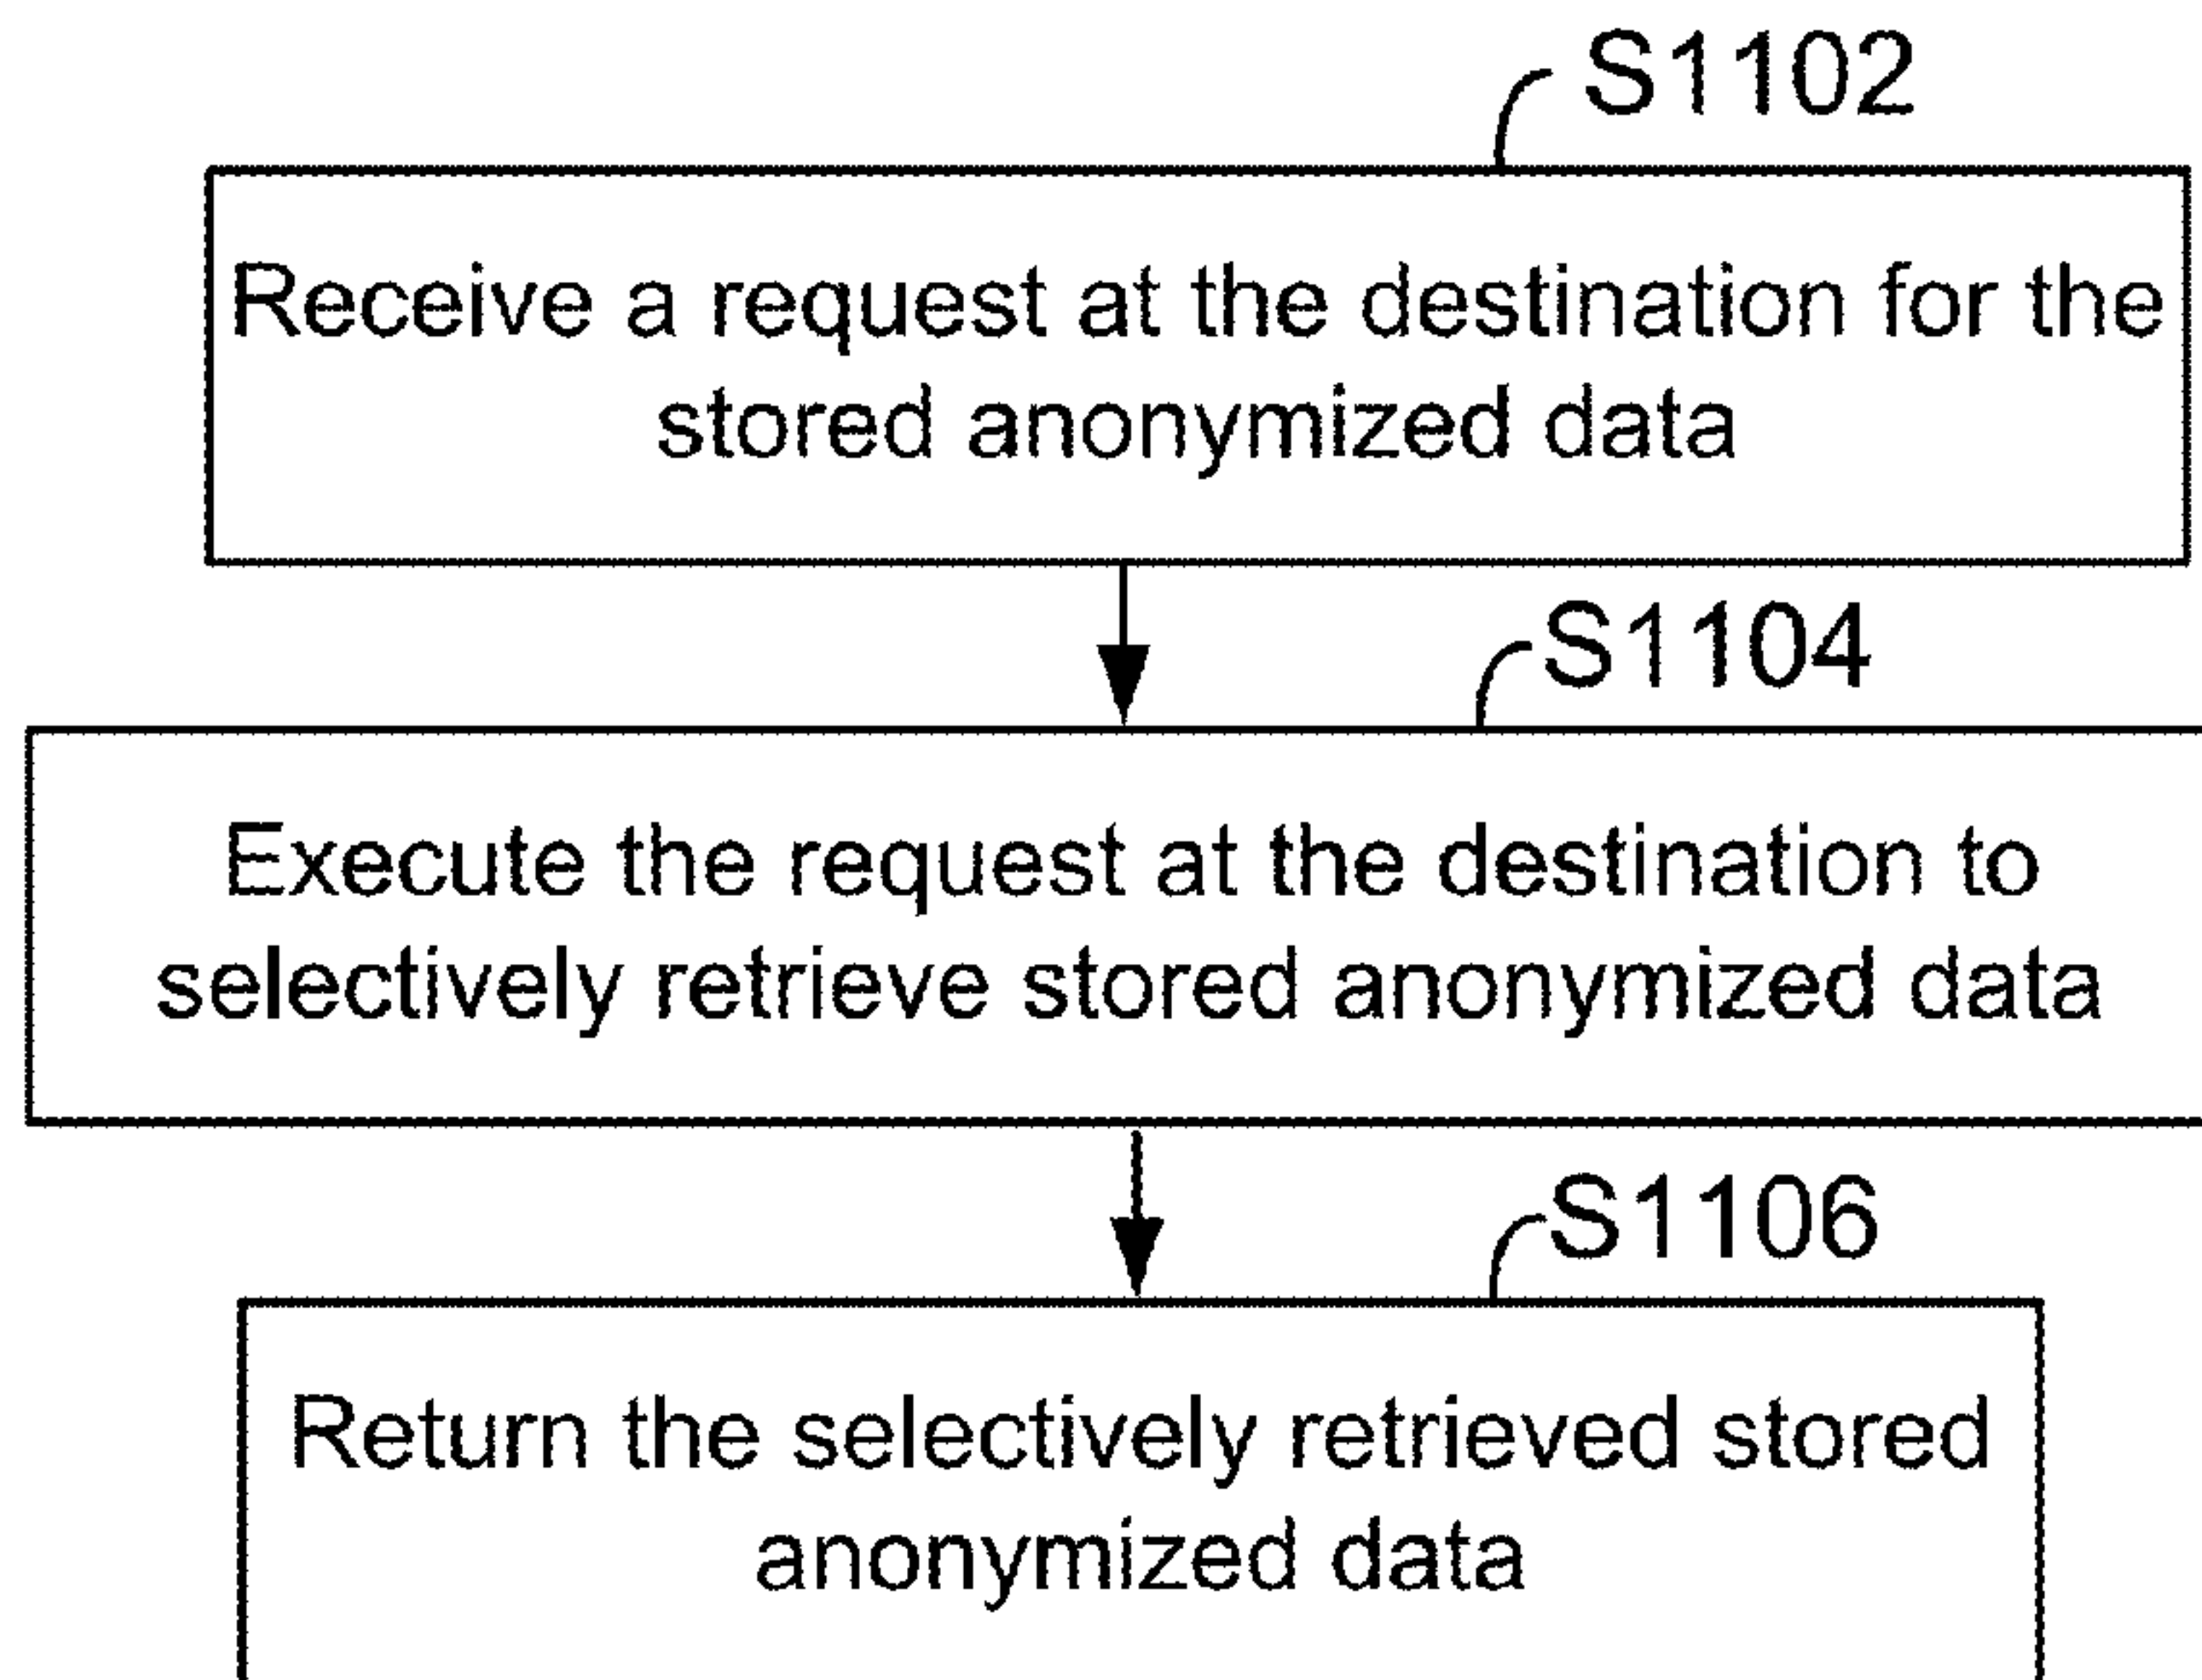 S1102
Receive a request at the destination for the
stored anonymized data
S1104
Execute the request at the destination to
selectively retrieve stored anonymized data
S1106
Return the selectively retrieved stored
anonymized data